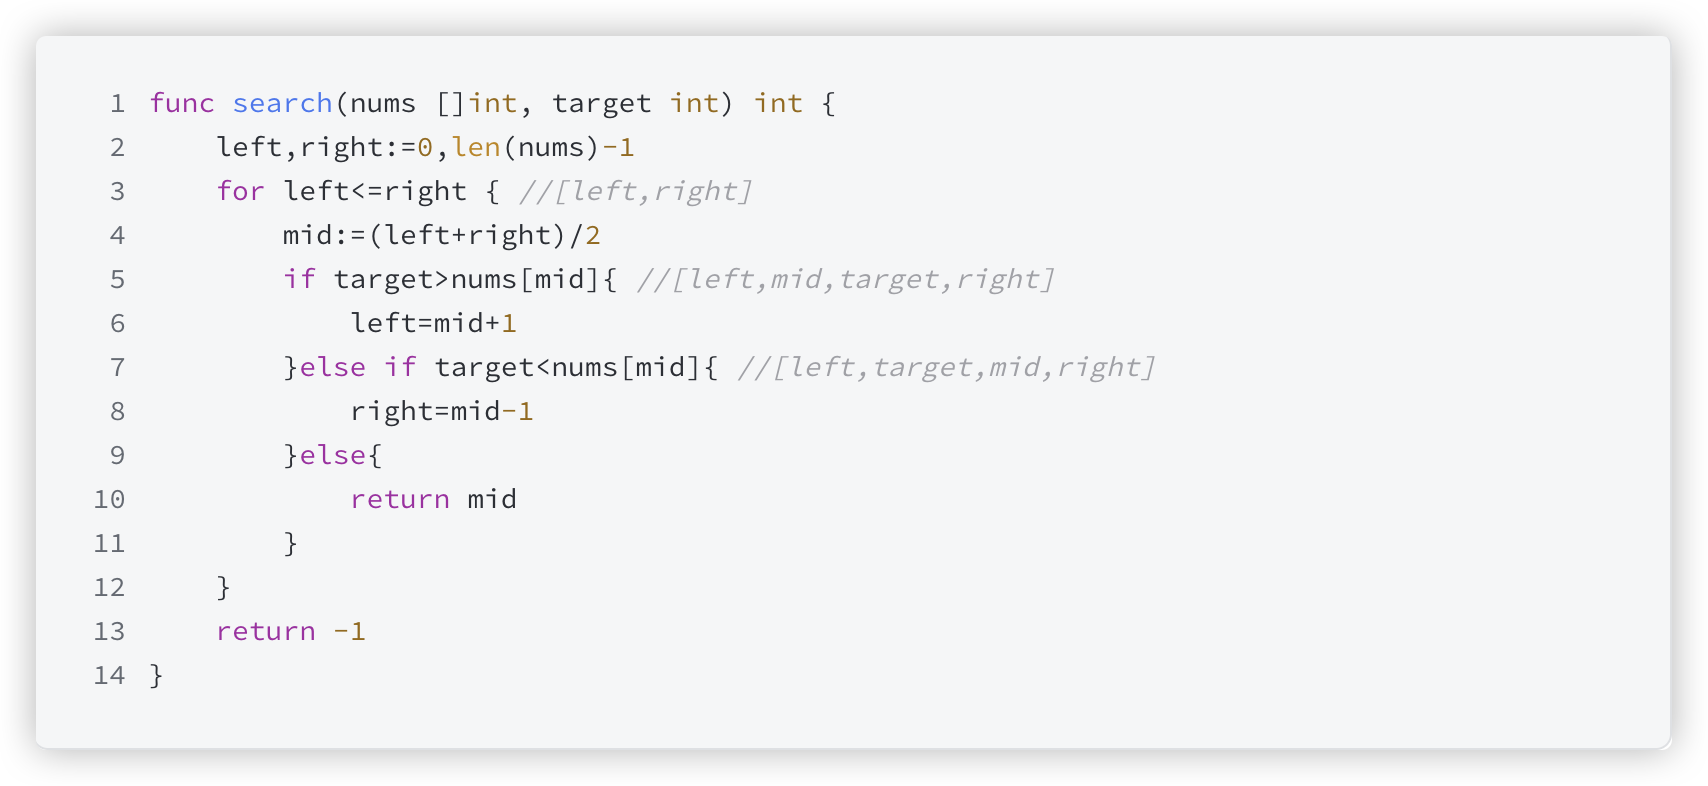 1 func search(nums []int, target int) int {
2     left,right:=0,len(nums)-1
3     for left<=right { //[left,right]
4         mid:=(left+right)/2
5         if target>nums[mid]{ //[left,mid,target,right]
6             left=mid+1
7         }else if target<nums[mid]{ //[left,target,mid,right]
8             right=mid-1
9         }else{
10             return mid
11         }
12     }
13     return -1
14 }